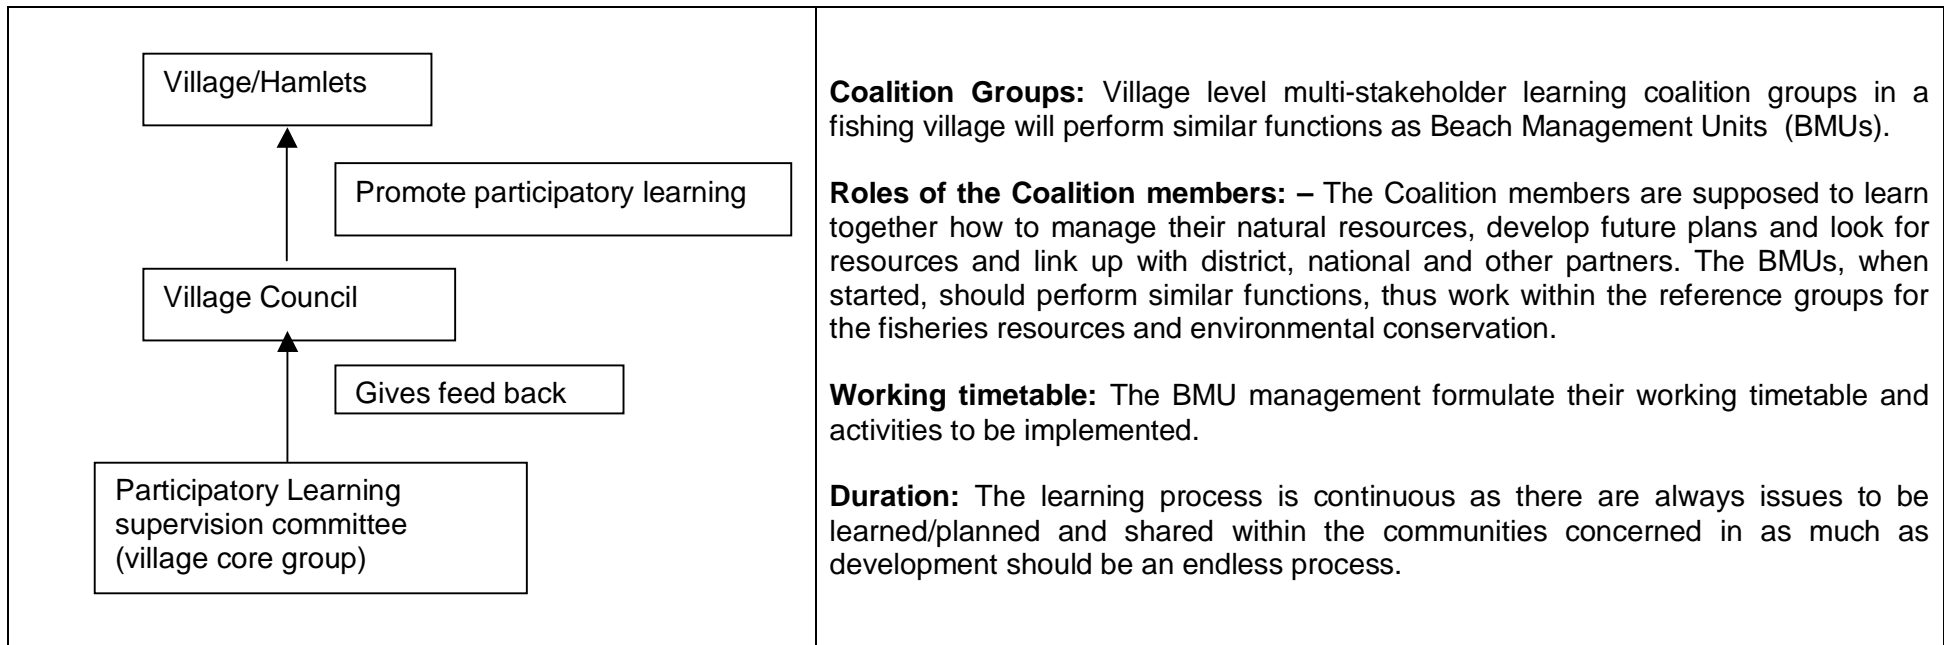 Village/Hamlets
Promote participatory learning
Village Council
Gives feed back
Participatory Learning
supervision committee
(village core group)
Coalition Groups: Village level multi-stakeholder learning coalition groups in a
fishing village will perform similar functions as Beach Management Units (BMUs).
Roles of the Coalition members: – The Coalition members are supposed to learn
together how to manage their natural resources, develop future plans and look for
resources and link up with district, national and other partners. The BMUs, when
started, should perform similar functions, thus work within the reference groups for
the fisheries resources and environmental conservation.
Working timetable: The BMU management formulate their working timetable and
activities to be implemented.
Duration: The learning process is continuous as there are always issues to be
learned/planned and shared within the communities concerned in as much as
development should be an endless process.